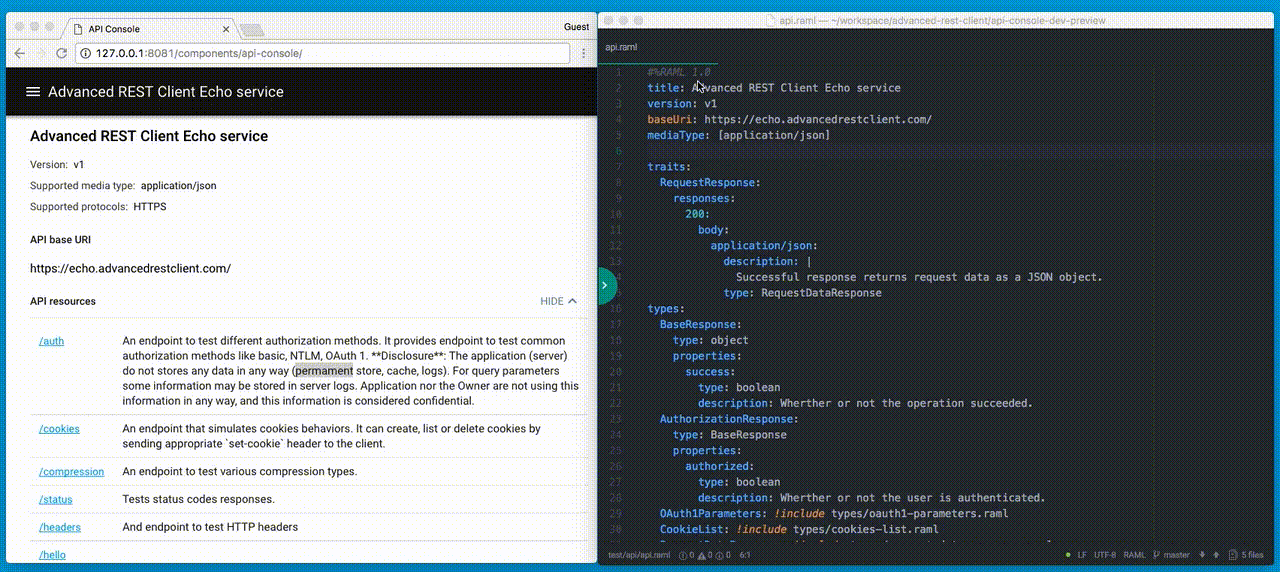 API Console
Guest
127.0.0.1:8081/components/api-console/
Advanced REST Client Echo service
Advanced REST Client Echo service
Version: v1
Supported media type: application/json
Supported protocols: HTTPS
API base URI
https://echo.advancedrestclient.com/
API resources
HIDE
/auth
An endpoint to test different authorization methods. It provides endpoint to test common
authorization methods like basic, NTLM, OAuth 1. **Disclosure**: The application (server)
do not stores any data in any way (permament store, cache, logs). For query parameters
some information may be stored in server logs. Application nor the Owner are not using this
information in any way, and this information is considered confidential.
/cookies
An endpoint that simulates cookies behaviors. It can create, list or delete cookies by
sending appropriate `set-cookie` header to the client.
/compression
An endpoint to test various compression types.
/status
Tests status codes responses.
/headers
And endpoint to test HTTP headers
/hello
api.raml — ~/workspace/advanced-rest-client/api-console-dev-preview
api.raml
1 #%RAML 1.0
2 title: Advanced REST Client Echo service
3 version: v1
4 baseUri: https://echo.advancedrestclient.com/
5 mediaType: [application/json]
6
7 traits:
8 RequestResponse:
9 responses:
10 200:
11 body:
12 application/json:
13 description: |
14 Successful response returns request data as a JSON object.
15 type: RequestDataResponse
16 types:
17 BaseResponse:
18 type: object
19 properties:
20 success:
21 type: boolean
22 description: Wherther or not the operation succeeded.
23 AuthorizationResponse:
24 type: BaseResponse
25 properties:
26 authorized:
27 type: boolean
28 description: Wherther or not the user is authenticated.
29 OAuth1Parameters: !include types/oauth1-parameters.raml
30 CookieList: !include types/cookies-list.raml
test/api/api.raml 0 0 0 6:1
LF UTF-8 RAML master 5 files